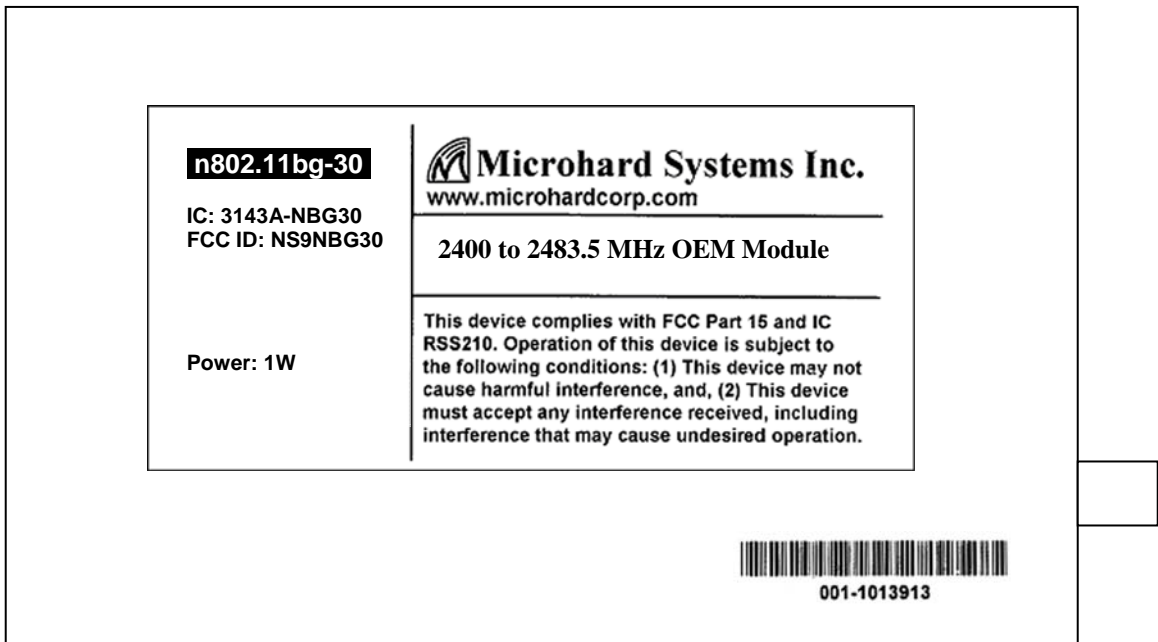 n802.11bg-30
IC: 3143A-NBG30
FCC ID: NS9NBG30
Power: 1W
Microhard Systems Inc.
www.microhardcorp.com
2400 to 2483.5 MHz OEM Module
This device complies with FCC Part 15 and IC
RSS210. Operation of this device is subject to
the following conditions: (1) This device may not
cause harmful interference, and, (2) This device
must accept any interference received, including
interference that may cause undesired operation.
001-1013913